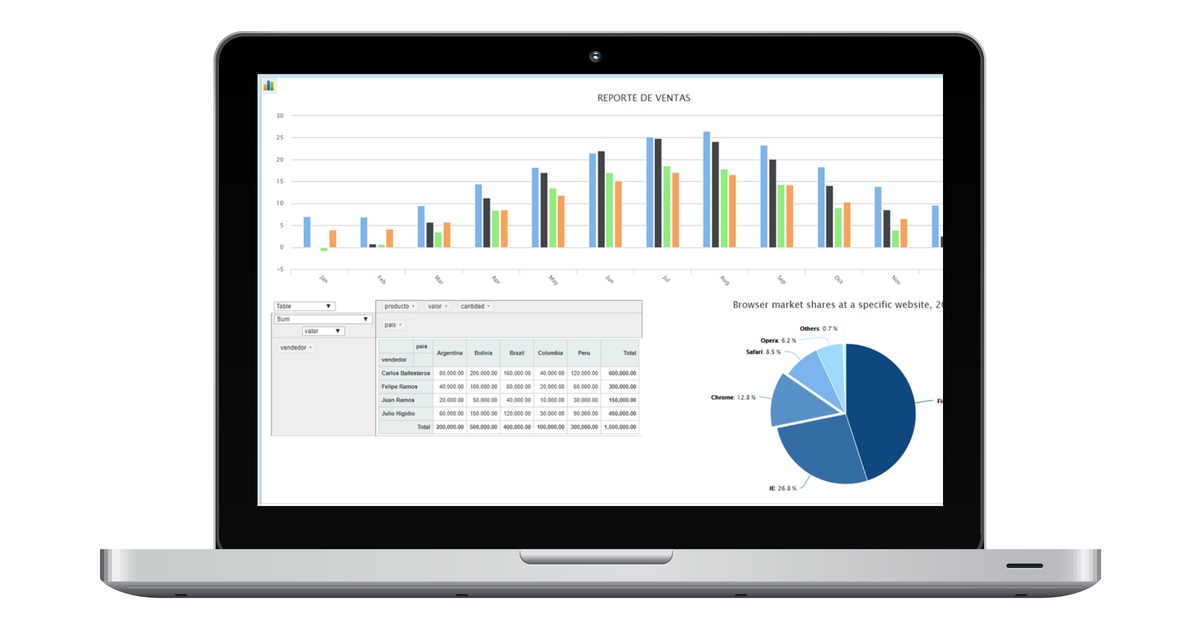 REPORTE DE VENTAS
30
25
20
15
10
5
0
-5
Jan Feb Mar Apr May Jun Jul Aug Sep Oct Nov
Table ▼
Sum ▼
valor ▼
vendedor
producto valor cantidad
pais
pais Argentina Bolivia Brazil Colombia Peru Total
vendedor
Carlos Ballesteros 80,000.00 200,000.00 160,000.00 40,000.00 120,000.00 600,000.00
Felipe Ramos 40,000.00 100,000.00 80,000.00 20,000.00 60,000.00 300,000.00
Juan Ramos 20,000.00 50,000.00 40,000.00 10,000.00 30,000.00 150,000.00
Julio Higidio 60,000.00 150,000.00 120,000.00 30,000.00 90,000.00 450,000.00
Total 200,000.00 500,000.00 400,000.00 100,000.00 300,000.00 1,500,000.00
Browser market shares at a specific website, 2
Others: 0.7 %
Opera: 6.2 %
Safari: 8.5 %
Chrome: 12.8 %
Fi
IE: 26.8 %